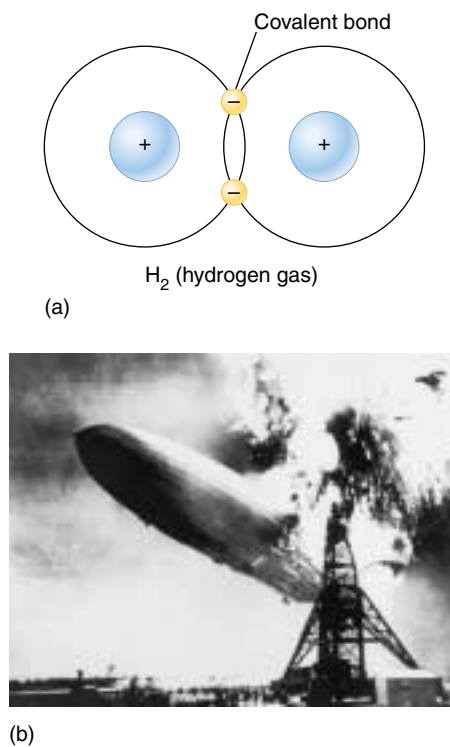 Covalent bond
−
+
+
−
H₂ (hydrogen gas)
(a)
(b)